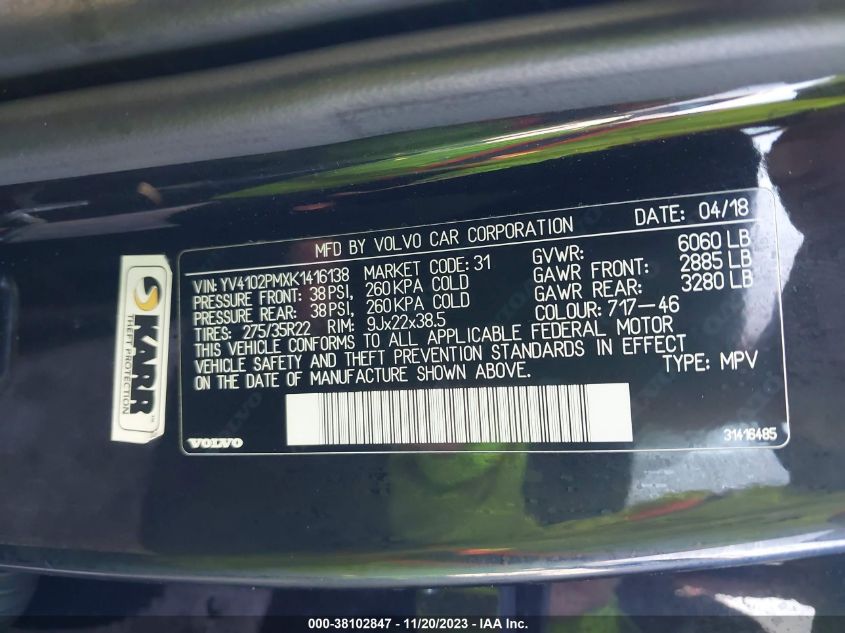 MFD BY VOLVO CAR CORPORATION DATE: 04/18
VIN: YV4102PMXK1416138 MARKET CODE: 31 GVWR: 6060 LB
PRESSURE FRONT: 38PSI, 260KPA COLD GAWR FRONT: 2885 LB
PRESSURE REAR: 38PSI, 260KPA COLD GAWR REAR: 3280 LB
TIRES: 275/35R22 RIM: 9Jx22x38.5 COLOUR: 717-46
THIS VEHICLE CONFORMS TO ALL APPLICABLE FEDERAL MOTOR
VEHICLE SAFETY AND THEFT PREVENTION STANDARDS IN EFFECT
ON THE DATE OF MANUFACTURE SHOWN ABOVE. TYPE: MPV
VOLVO 31416485
KARR™
THEFT PROTECTION
000-38102847 - 11/20/2023 - IAAI Inc.